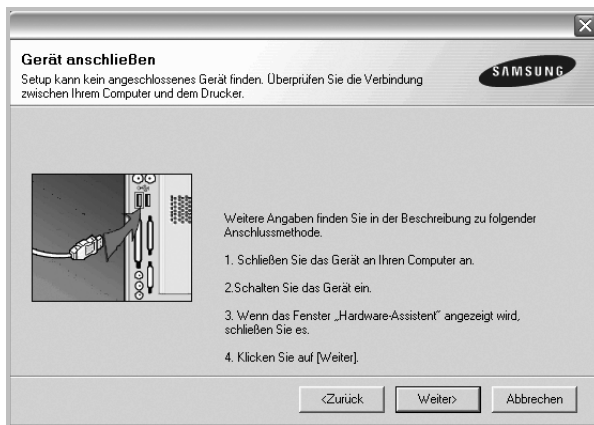 Gerät anschließen
Setup kann kein angeschlossenes Gerät finden. Überprüfen Sie die Verbindung
zwischen Ihrem Computer und dem Drucker.
SAMSUNG
Weitere Angaben finden Sie in der Beschreibung zu folgender
Anschlussmethode.
1. Schließen Sie das Gerät an Ihren Computer an.
2.Schalten Sie das Gerät ein.
3. Wenn das Fenster „Hardware-Assistent" angezeigt wird,
schließen Sie es.
4. Klicken Sie auf [Weiter].
<Zurück
Weiter>
Abbrechen